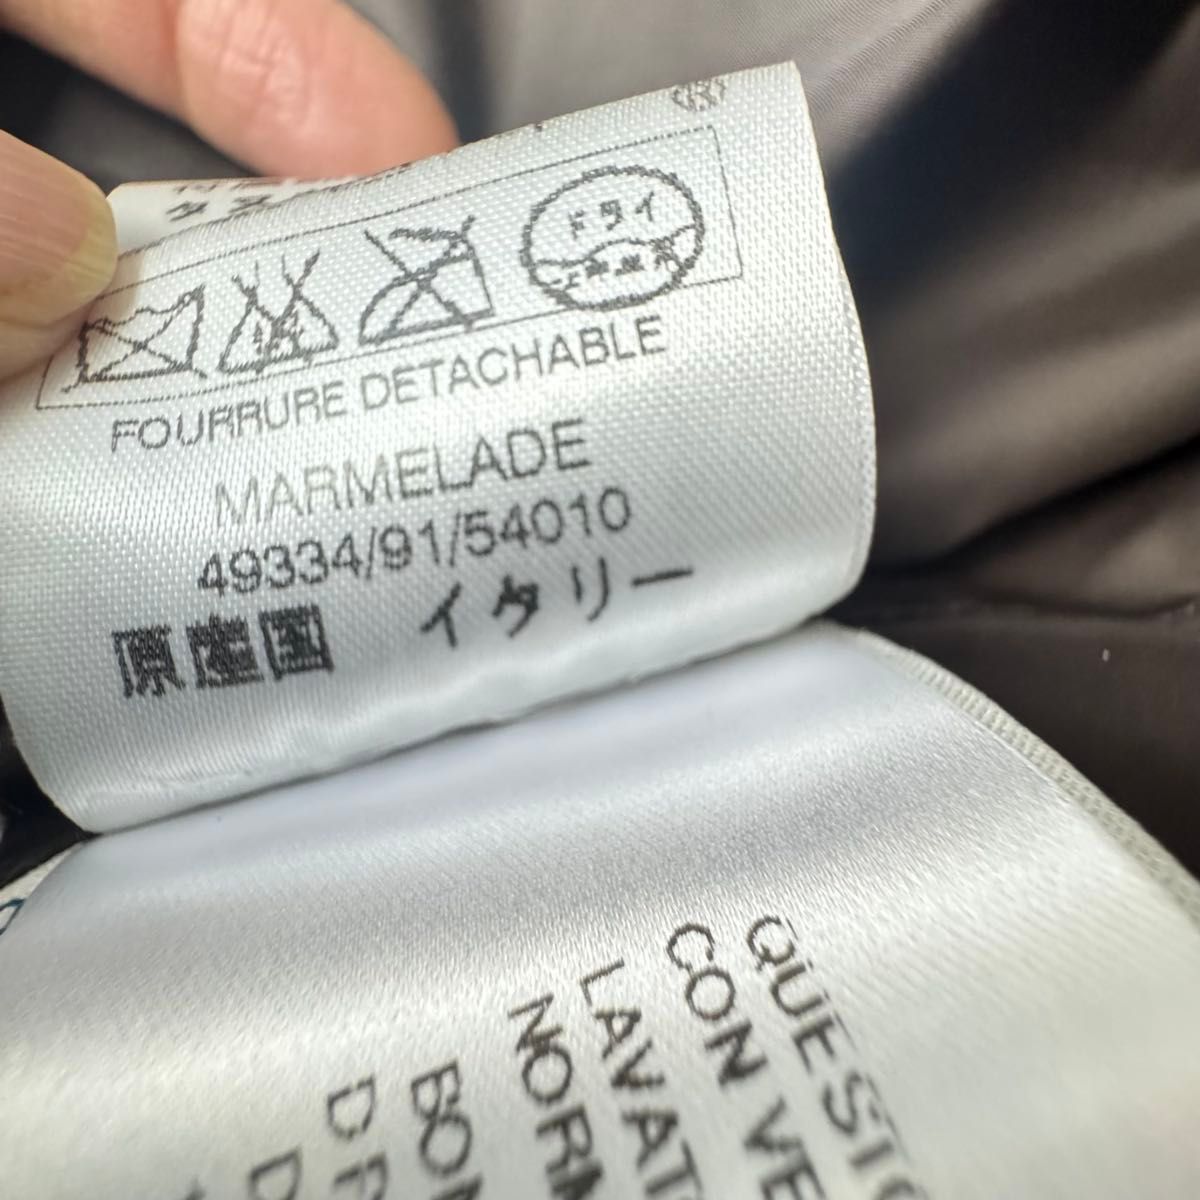 ドライ
FOURRURE DETACHABLE
MARMELADE
49334/91/54010
原産国 イタリー
QUESTO
CON VE
LAVAT
NORM
BON